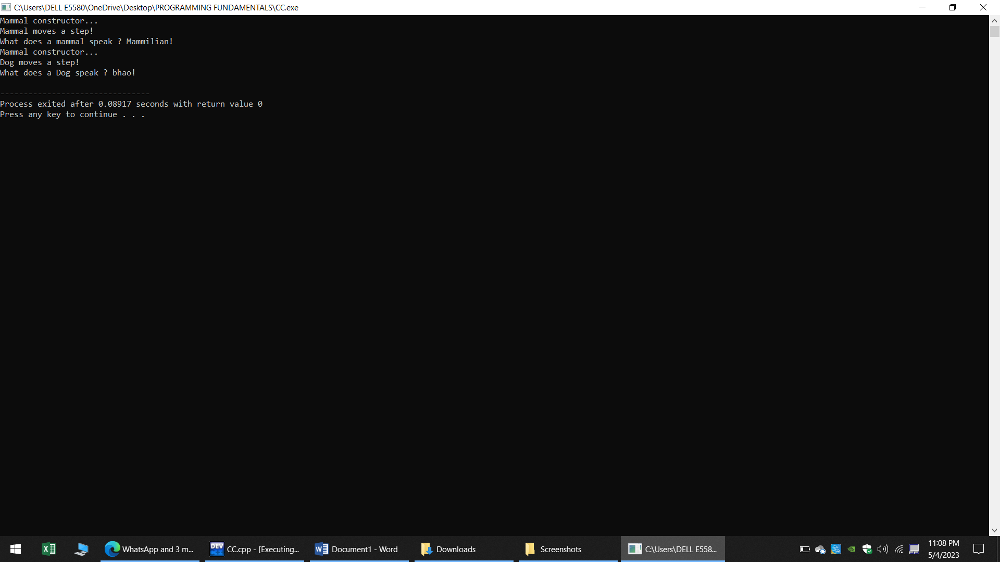 C:\Users\DELL E5580\OneDrive\Desktop\PROGRAMMING FUNDAMENTALS\CC.exe
Mammal constructor...
Mammal moves a step!
What does a mammal speak ? Mammilian!
Mammal constructor...
Dog moves a step!
What does a Dog speak ? bhao!
--------------------------------
Process exited after 0.08917 seconds with return value 0
Press any key to continue . . .
WhatsApp and 3 m...
DEV
CC.cpp - [Executing...
Document1 - Word
Downloads
Screenshots
C:\Users\DELL E558...
11:08 PM
5/4/2023